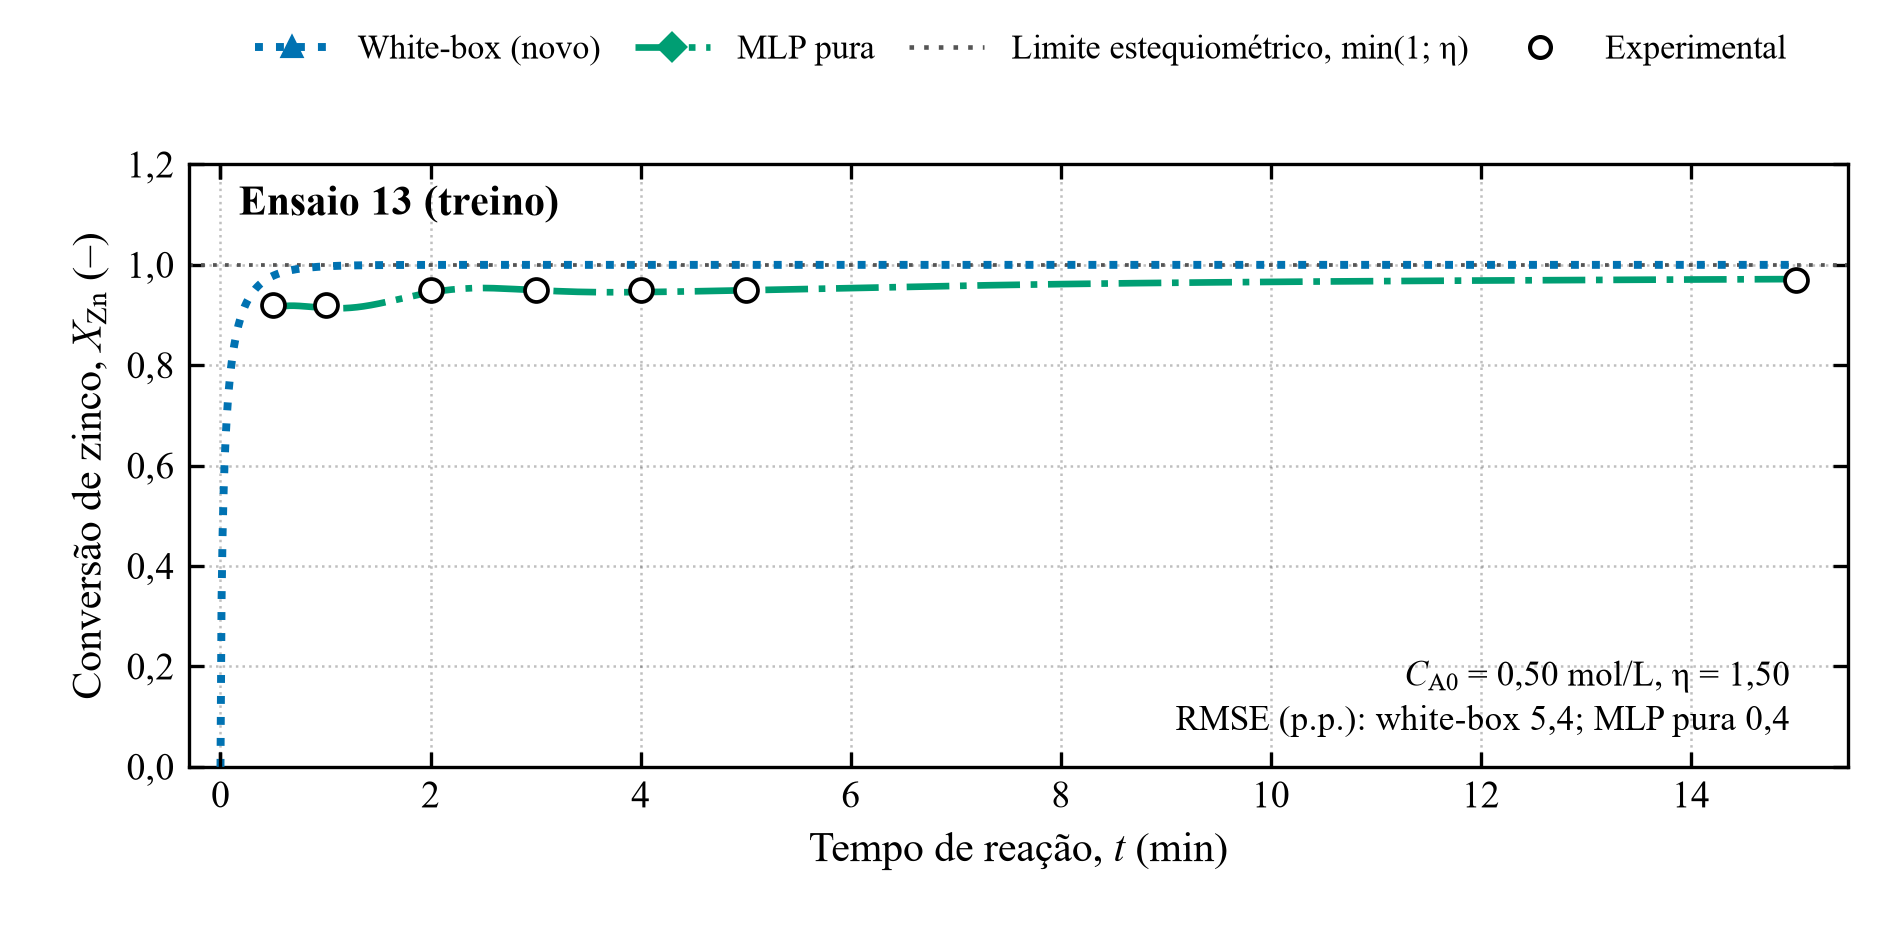 White-box (novo) MLP pura Limite estequiométrico, min(1; η) Experimental
Ensaio 13 (treino)
Conversão de zinco, XZn (−)
1,2
1,0
0,8
0,6
0,4
0,2
0,0
CA0 = 0,50 mol/L, η = 1,50
RMSE (p.p.): white-box 5,4; MLP pura 0,4
0 2 4 6 8 10 12 14
Tempo de reação, t (min)